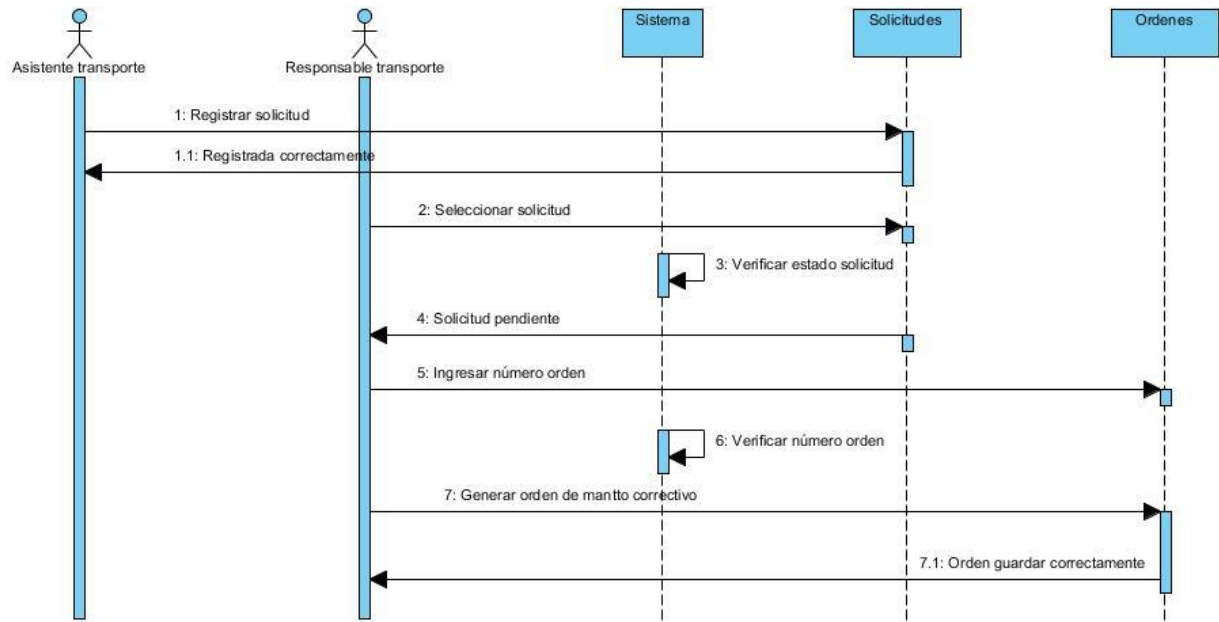 Asistente transporte
Responsable transporte
Sistema
Solicitudes
Ordenes
1: Registrar solicitud
1.1: Registrada correctamente
2: Seleccionar solicitud
3: Verificar estado solicitud
4: Solicitud pendiente
5: Ingresar número orden
6: Verificar número orden
7: Generar orden de mantto correctivo
7.1: Orden guardar correctamente